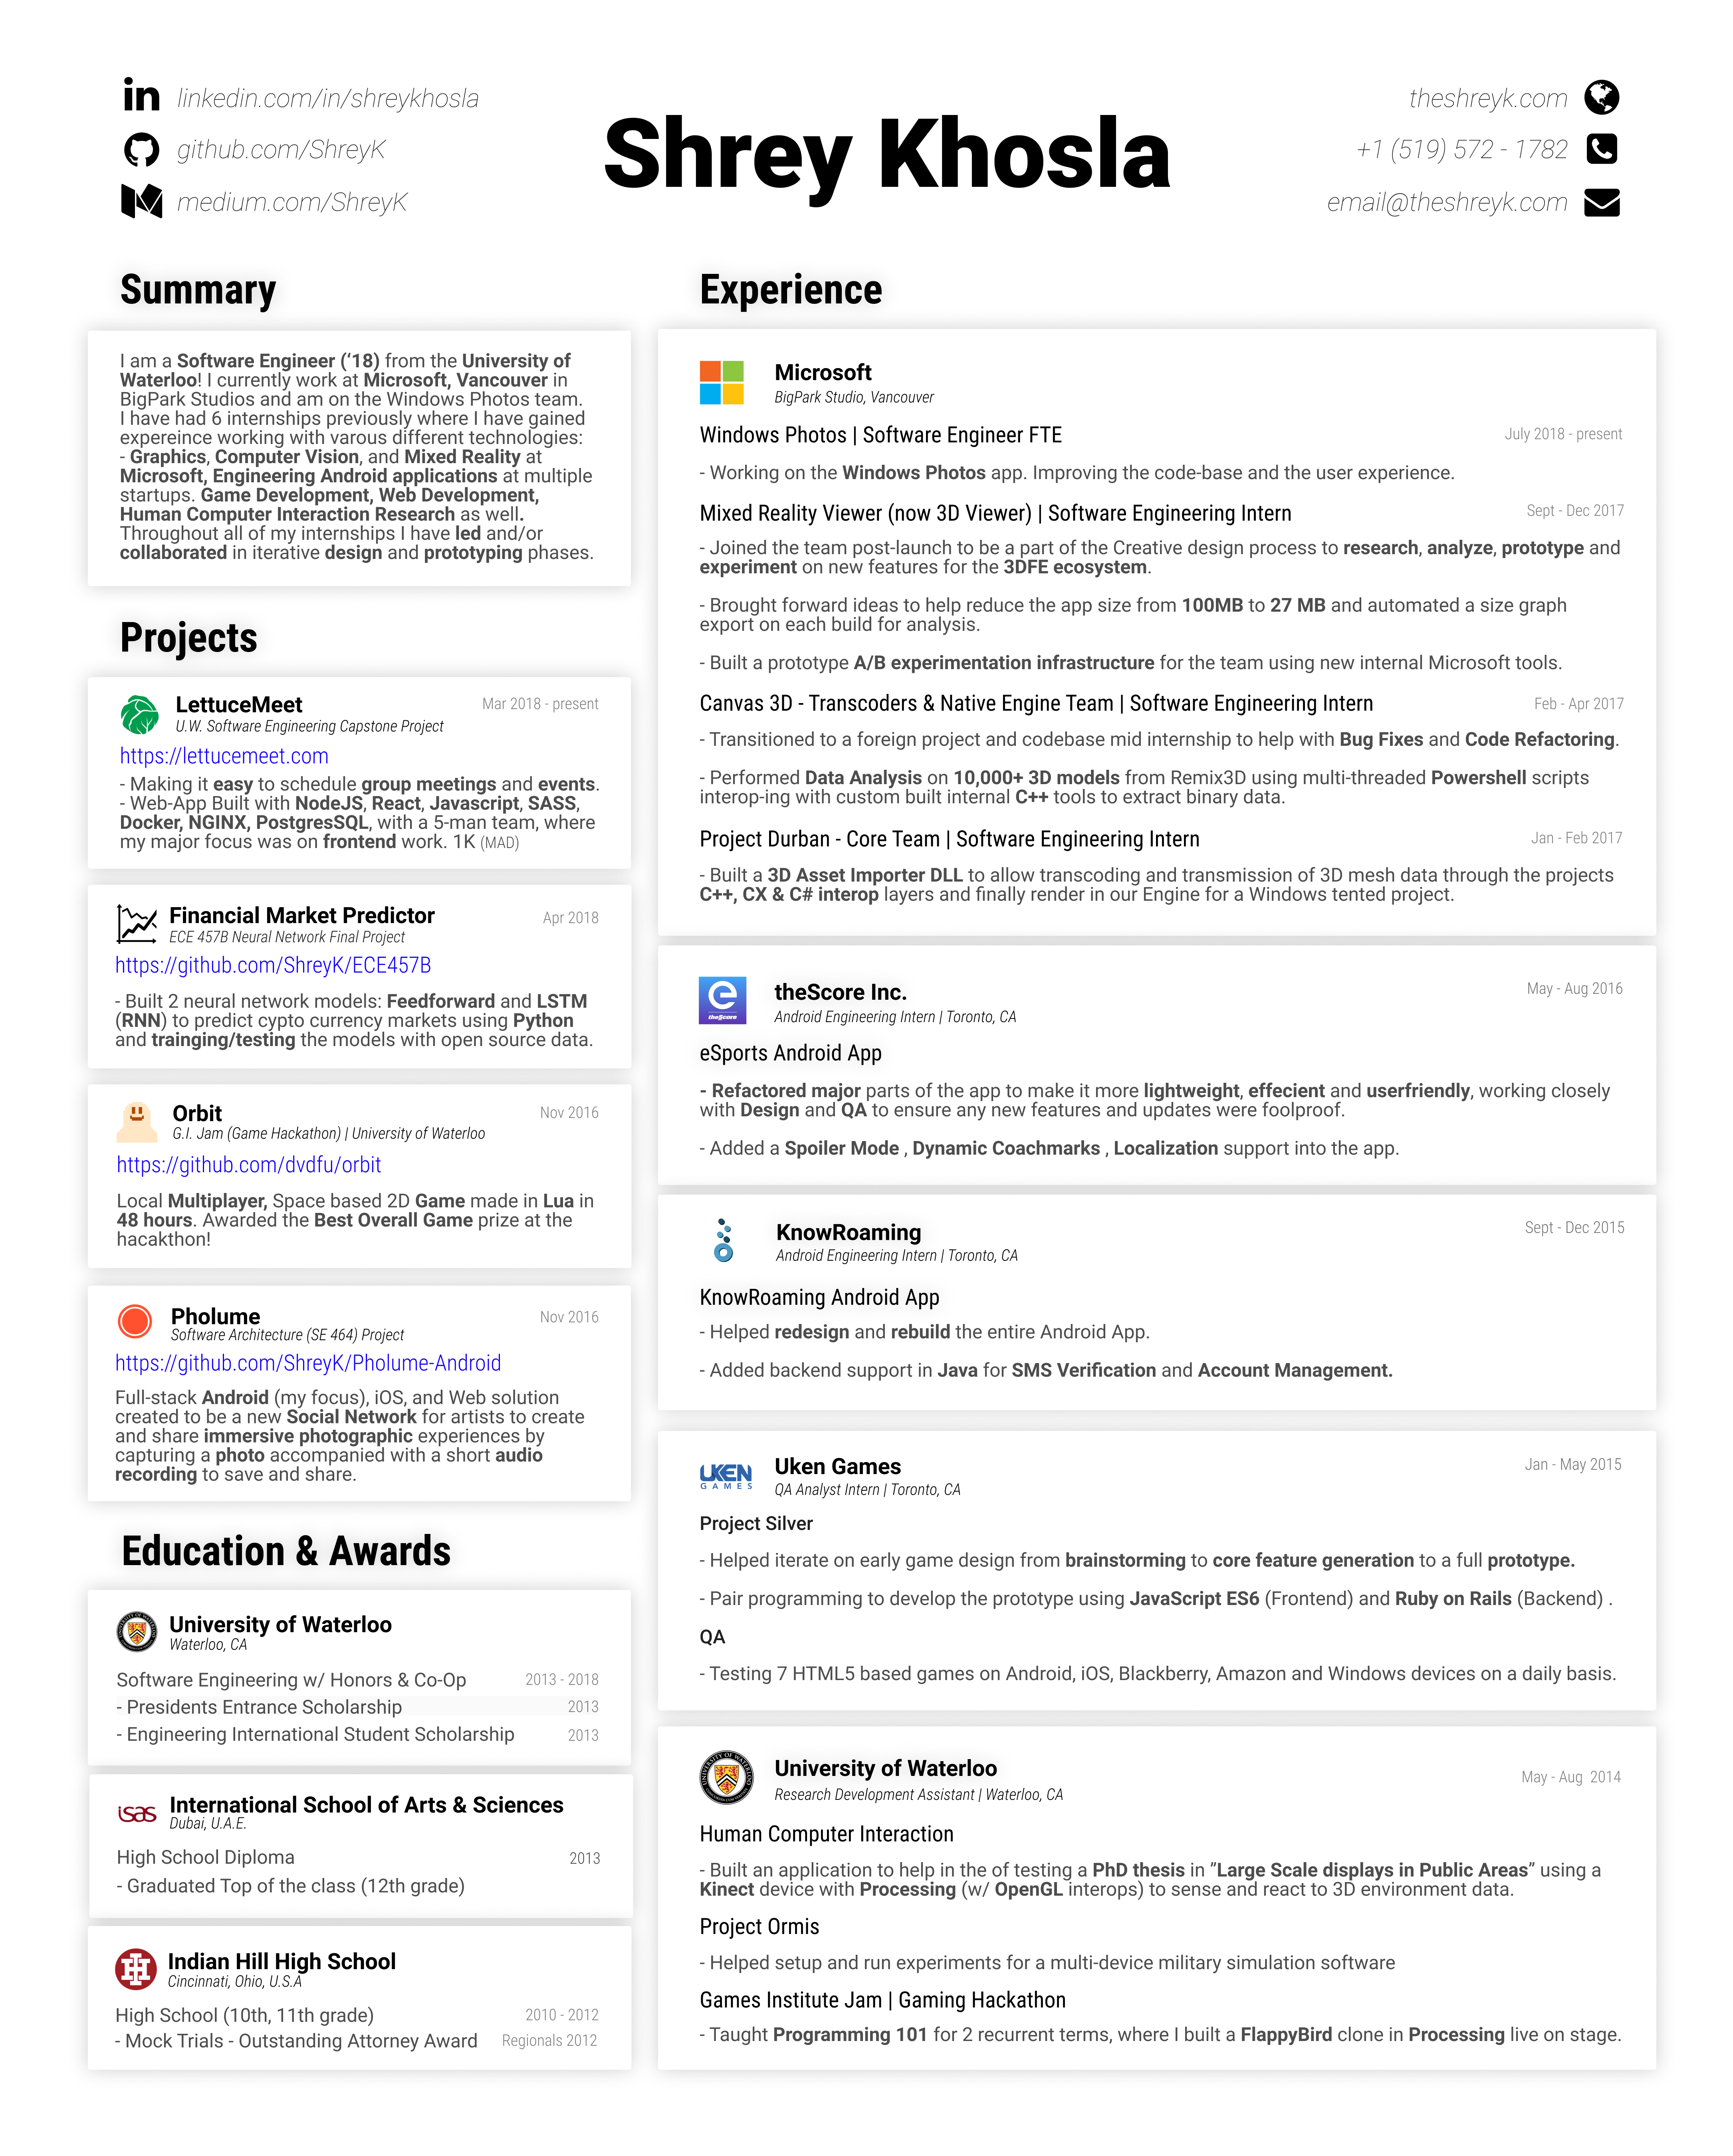 linkedin.com/in/shreykhosla
github.com/ShreyK
medium.com/ShreyK
Shrey Khosla
theshreyk.com
+1 (519) 572 - 1782
email@theshreyk.com
Summary
I am a Software Engineer (‘18) from the University of
Waterloo! I currently work at Microsoft, Vancouver in
BigPark Studios and am on the Windows Photos team.
I have had 6 internships previously where I have gained
expereince working with varous different technologies:
- Graphics, Computer Vision, and Mixed Reality at
Microsoft, Engineering Android applications at multiple
startups. Game Development, Web Development,
Human Computer Interaction Research as well.
Throughout all of my internships I have led and/or
collaborated in iterative design and prototyping phases.
Projects
LettuceMeet
Mar 2018 - present
U.W. Software Engineering Capstone Project
https://lettucemeet.com
- Making it easy to schedule group meetings and events.
- Web-App Built with NodeJS, React, Javascript, SASS,
Docker, NGINX, PostgresSQL, with a 5-man team, where
my major focus was on frontend work. 1K (MAD)
Financial Market Predictor
Apr 2018
ECE 457B Neural Network Final Project
https://github.com/ShreyK/ECE457B
- Built 2 neural network models: Feedforward and LSTM
(RNN) to predict cypto currency markets using Python
and trainging/testing the models with open source data.
Orbit
Nov 2016
G.I. Jam (Game Hackathon) | University of Waterloo
https://github.com/dvdfu/orbit
Local Multiplayer, Space based 2D Game made in Lua in
48 hours. Awarded the Best Overall Game prize at the
hacakthon!
Pholume
Nov 2016
Software Architecture (SE 464) Project
https://github.com/ShreyK/Pholume-Android
Full-stack Android (my focus), iOS, and Web solution
created to be a new Social Network for artists to create
and share immersive photographic experiences by
capturing a photo accompanied with a short audio
recording to save and share.
Education & Awards
University of Waterloo
Waterloo, CA
Software Engineering w/ Honors & Co-Op 2013 - 2018
- Presidents Entrance Scholarship 2013
- Engineering International Student Scholarship 2013
isas
International School of Arts & Sciences
Dubai, U.A.E.
High School Diploma 2013
- Graduated Top of the class (12th grade)
Indian Hill High School
Cincinnati, Ohio, U.S.A
High School (10th, 11th grade) 2010 - 2012
- Mock Trials - Outstanding Attorney Award Regionals 2012
Experience
Microsoft
BigPark Studio, Vancouver
Windows Photos | Software Engineer FTE July 2018 - present
- Working on the Windows Photos app. Improving the code-base and the user experience.
Mixed Reality Viewer (now 3D Viewer) | Software Engineering Intern Sept - Dec 2017
- Joined the team post-launch to be a part of the Creative design process to research, analyze, prototype and
experiment on new features for the 3DFE ecosystem.
- Brought forward ideas to help reduce the app size from 100MB to 27 MB and automated a size graph
export on each build for analysis.
- Built a prototype A/B experimentation infrastructure for the team using new internal Microsoft tools.
Canvas 3D - Transcoders & Native Engine Team | Software Engineering Intern Feb - Apr 2017
- Transitioned to a foreign project and codebase mid internship to help with Bug Fixes and Code Refactoring.
- Performed Data Analysis on 10,000+ 3D models from Remix3D using multi-threaded Powershell scripts
interop-ing with custom built internal C++ tools to extract binary data.
Project Durban - Core Team | Software Engineering Intern Jan - Feb 2017
- Built a 3D Asset Importer DLL to allow transcoding and transmission of 3D mesh data through the projects
C++, CX & C# interop layers and finally render in our Engine for a Windows tented project.
theScore
theScore Inc.
May - Aug 2016
Android Engineering Intern | Toronto, CA
eSports Android App
- Refactored major parts of the app to make it more lightweight, effecient and userfriendly, working closely
with Design and QA to ensure any new features and updates were foolproof.
- Added a Spoiler Mode , Dynamic Coachmarks , Localization support into the app.
KnowRoaming
Sept - Dec 2015
Android Engineering Intern | Toronto, CA
KnowRoaming Android App
- Helped redesign and rebuild the entire Android App.
- Added backend support in Java for SMS Verification and Account Management.
UKEN
GAMES
Uken Games
Jan - May 2015
QA Analyst Intern | Toronto, CA
Project Silver
- Helped iterate on early game design from brainstorming to core feature generation to a full prototype.
- Pair programming to develop the prototype using JavaScript ES6 (Frontend) and Ruby on Rails (Backend) .
QA
- Testing 7 HTML5 based games on Android, iOS, Blackberry, Amazon and Windows devices on a daily basis.
University of Waterloo
May - Aug 2014
Research Development Assistant | Waterloo, CA
Human Computer Interaction
- Built an application to help in the of testing a PhD thesis in ”Large Scale displays in Public Areas” using a
Kinect device with Processing (w/ OpenGL interops) to sense and react to 3D environment data.
Project Ormis
- Helped setup and run experiments for a multi-device military simulation software
Games Institute Jam | Gaming Hackathon
- Taught Programming 101 for 2 recurrent terms, where I built a FlappyBird clone in Processing live on stage.